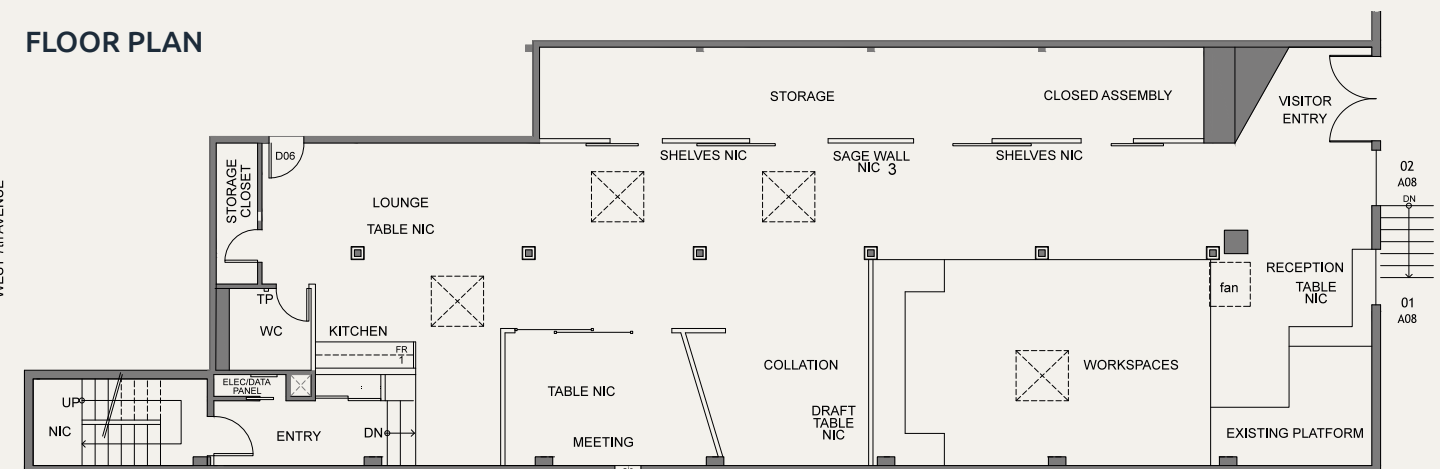 FLOOR PLAN
STORAGE
CLOSED ASSEMBLY
VISITOR
ENTRY
D06
SHELVES NIC
SAGE WALL
NIC 3
SHELVES NIC
STORAGE
CLOSET
02
A08
DN
LOUNGE
TABLE NIC
RECEPTION
TABLE
NIC
fan
TP
WC
KITCHEN
FR
1
01
A08
COLLATION
WORKSPACES
ELEC/DATA
PANEL
TABLE NIC
UP
NIC
DRAFT
TABLE
NIC
ENTRY
DN
MEETING
EXISTING PLATFORM